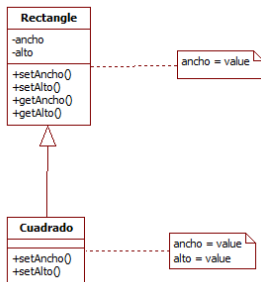 Rectangle
-ancho
-alto
+setAncho()
+setAlto()
+getAncho()
+getAlto()
ancho = value
Cuadrado
+setAncho()
+setAlto()
ancho = value
alto = value